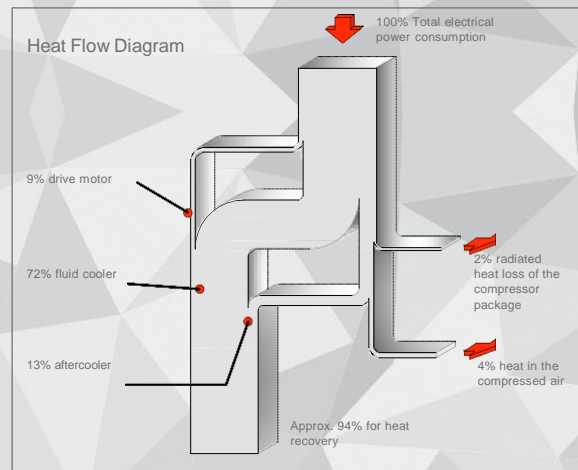 Heat Flow Diagram
100% Total electrical
power consumption
9% drive motor
72% fluid cooler
13% aftercooler
2% radiated
heat loss of the
compressor
package
4% heat in the
compressed air
Approx. 94% for heat
recovery